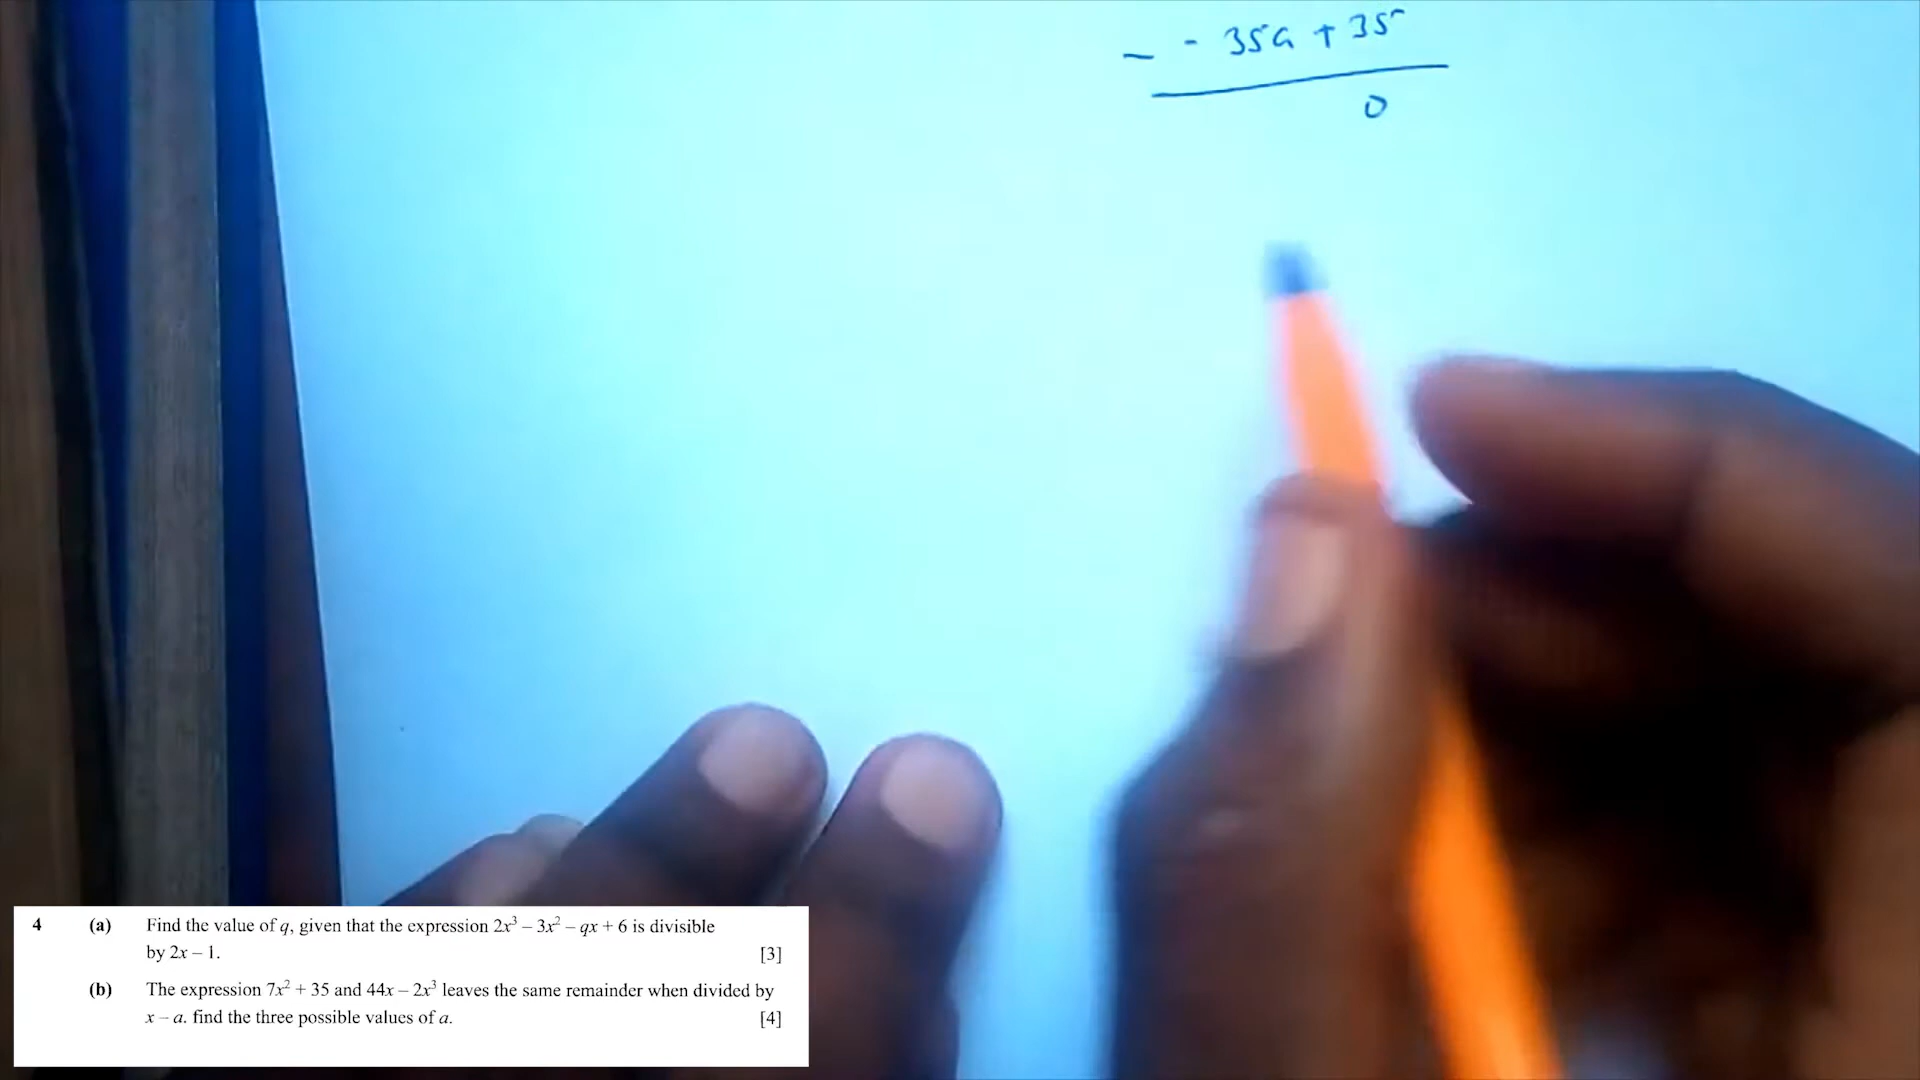 - - 35a + 35
0
4 (a) Find the value of q, given that the expression 2x³ – 3x² – qx + 6 is divisible
by 2x – 1. [3]
(b) The expression 7x² + 35 and 44x – 2x³ leaves the same remainder when divided by
x – a. find the three possible values of a. [4]